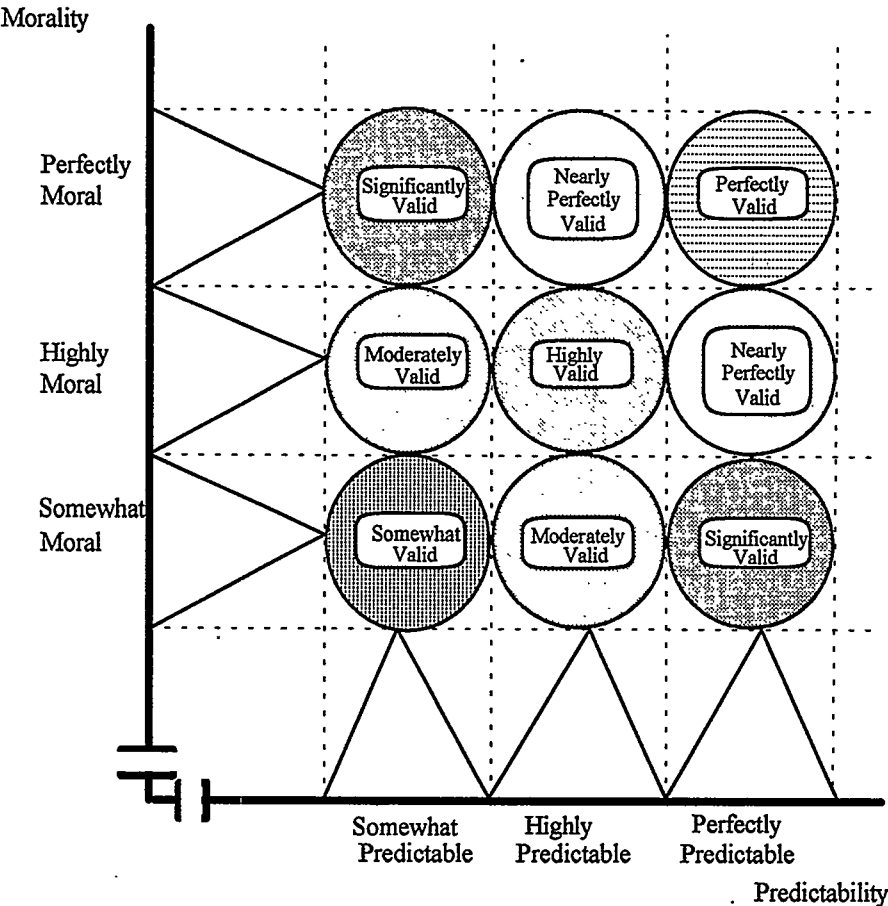 Morality
Perfectly
Moral
Significantly
Valid
Nearly
Perfectly
Valid
Perfectly
Valid
Highly
Moral
Moderately
Valid
Highly
Valid
Nearly
Perfectly
Valid
Somewhat
Moral
Somewhat
Valid
Moderately
Valid
Significantly
Valid
Somewhat
Predictable
Highly
Predictable
Perfectly
Predictable
Predictability